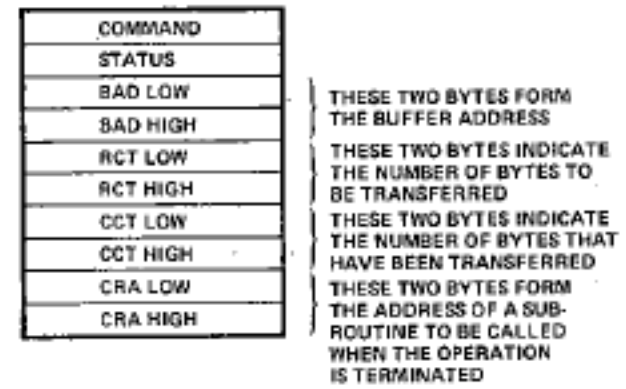 COMMAND
STATUS
BAD LOW
BAD HIGH
RCT LOW
RCT HIGH
CCT LOW
CCT HIGH
CRA LOW
CRA HIGH
THESE TWO BYTES FORM
THE BUFFER ADDRESS
THESE TWO BYTES INDICATE
THE NUMBER OF BYTES TO
BE TRANSFERRED
THESE TWO BYTES INDICATE
THE NUMBER OF BYTES THAT
HAVE BEEN TRANSFERRED
THESE TWO BYTES FORM
THE ADDRESS OF A SUB-
ROUTINE TO BE CALLED
WHEN THE OPERATION
IS TERMINATED